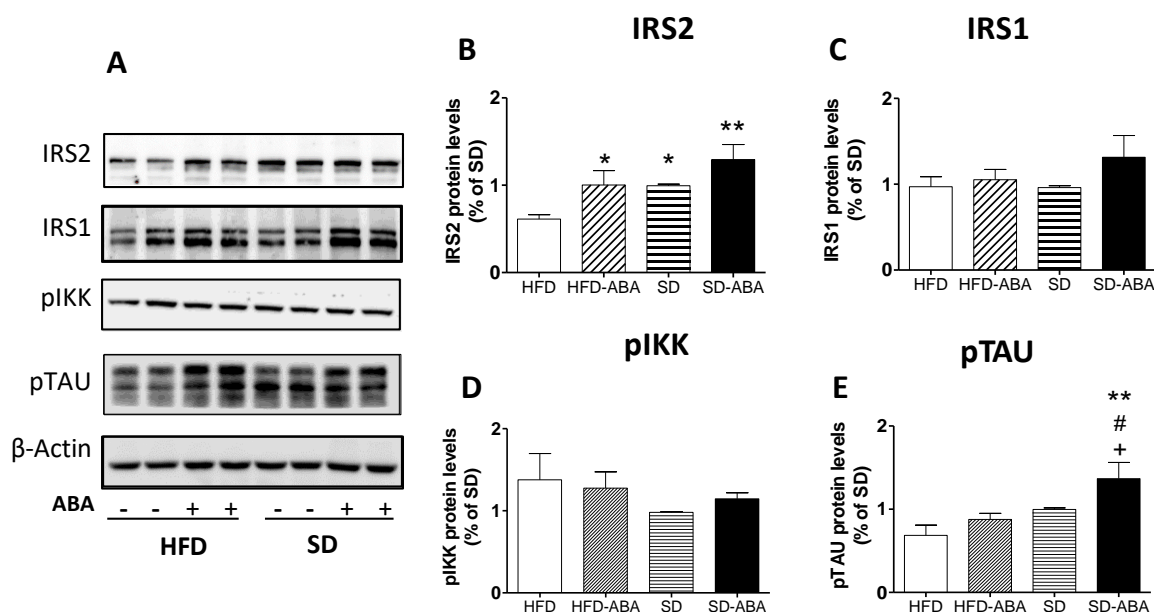 A
IRS2
IRS1
pIKK
pTAU
β-Actin
ABA - - + + - - + +
HFD SD
B
IRS2
IRS2 protein levels
(% of SD)
2
1
0
*
*
**
HFD HFD-ABA SD SD-ABA
C
IRS1
IRS1 protein levels
(% of SD)
2
1
0
HFD HFD-ABA SD SD-ABA
D
pIKK
pIKK protein levels
(% of SD)
2
1
0
HFD HFD-ABA SD SD-ABA
E
pTAU
pTAU protein levels
(% of SD)
2
1
0
**
#
+
HFD HFD-ABA SD SD-ABA